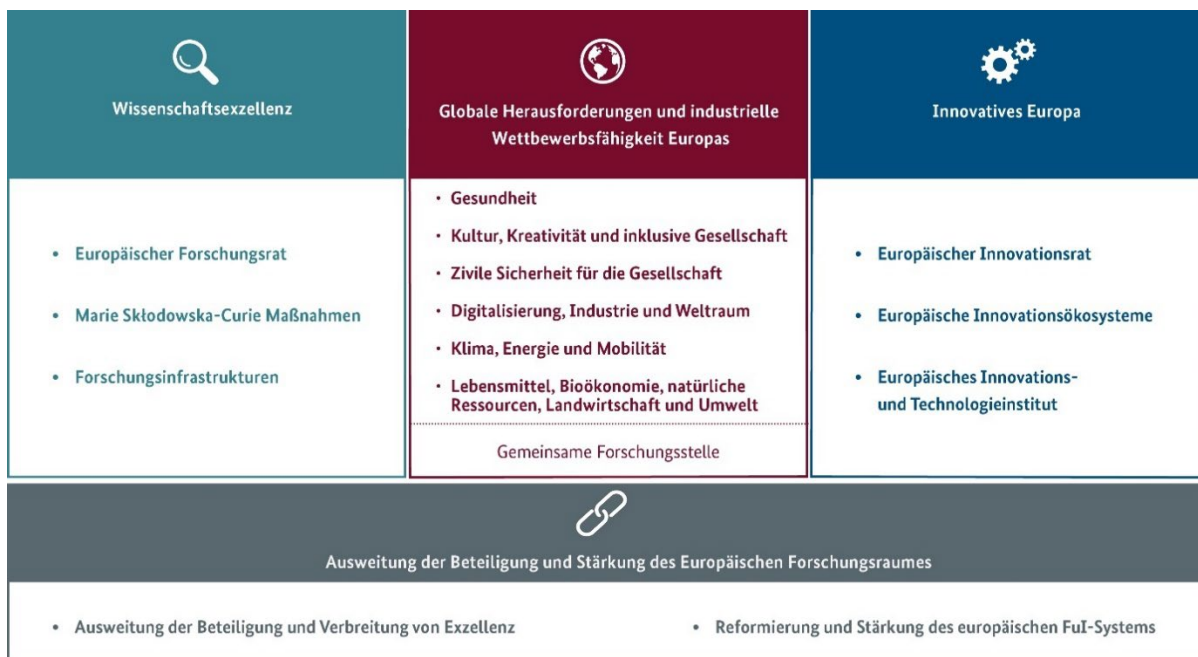 Wissenschaftsexzellenz
Europäischer Forschungsrat
Marie Skłodowska-Curie Maßnahmen
Forschungsinfrastrukturen
Globale Herausforderungen und industrielle
Wettbewerbsfähigkeit Europas
Gesundheit
Kultur, Kreativität und inklusive Gesellschaft
Zivile Sicherheit für die Gesellschaft
Digitalisierung, Industrie und Weltraum
Klima, Energie und Mobilität
Lebensmittel, Bioökonomie, natürliche
Ressourcen, Landwirtschaft und Umwelt
Gemeinsame Forschungsstelle
Innovatives Europa
Europäischer Innovationsrat
Europäische Innovationsökosysteme
Europäisches Innovations-
und Technologieinstitut
Ausweitung der Beteiligung und Stärkung des Europäischen Forschungsraumes
Ausweitung der Beteiligung und Verbreitung von Exzellenz
Reformierung und Stärkung des europäischen FuI-Systems